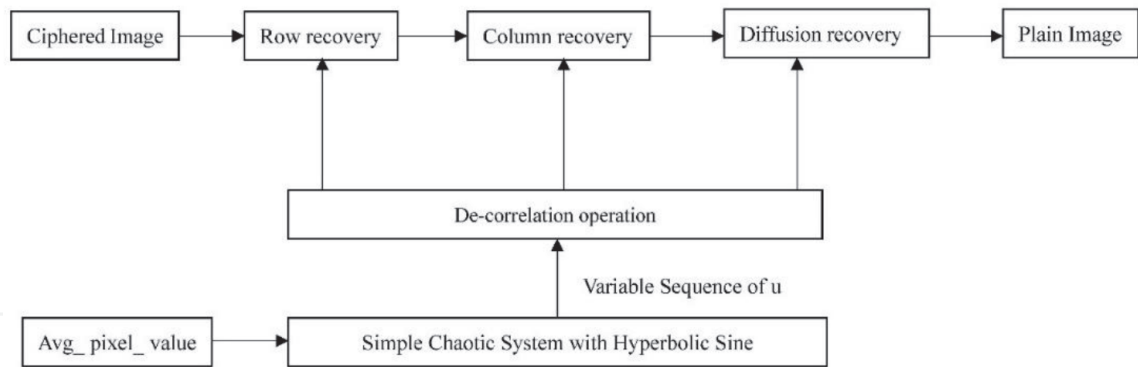 Ciphered Image
Row recovery
Column recovery
Diffusion recovery
Plain Image
De-correlation operation
Variable Sequence of u
Avg_ pixel_ value
Simple Chaotic System with Hyperbolic Sine